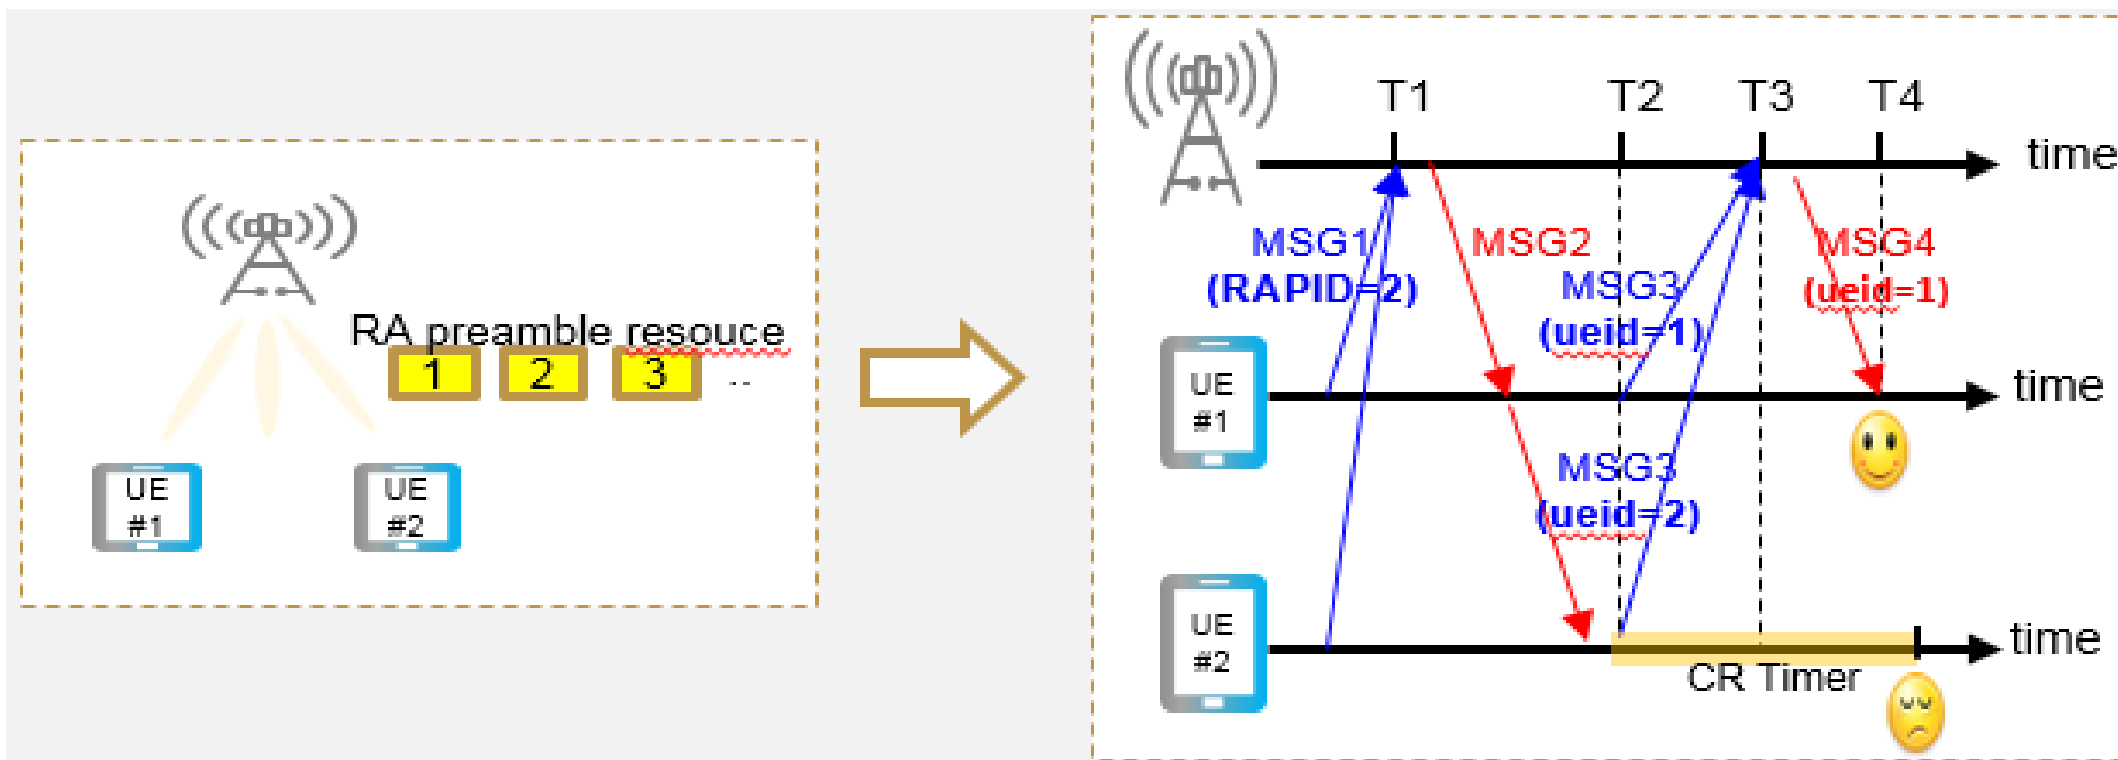 RA preamble resouce
1 2 3 ..
UE
#1
UE
#2
T1 T2 T3 T4
time
MSG1
(RAPID=2)
MSG2
MSG3
(ueid=1)
MSG4
(ueid=1)
UE
#1
time
MSG3
(ueid=2)
UE
#2
time
CR Timer